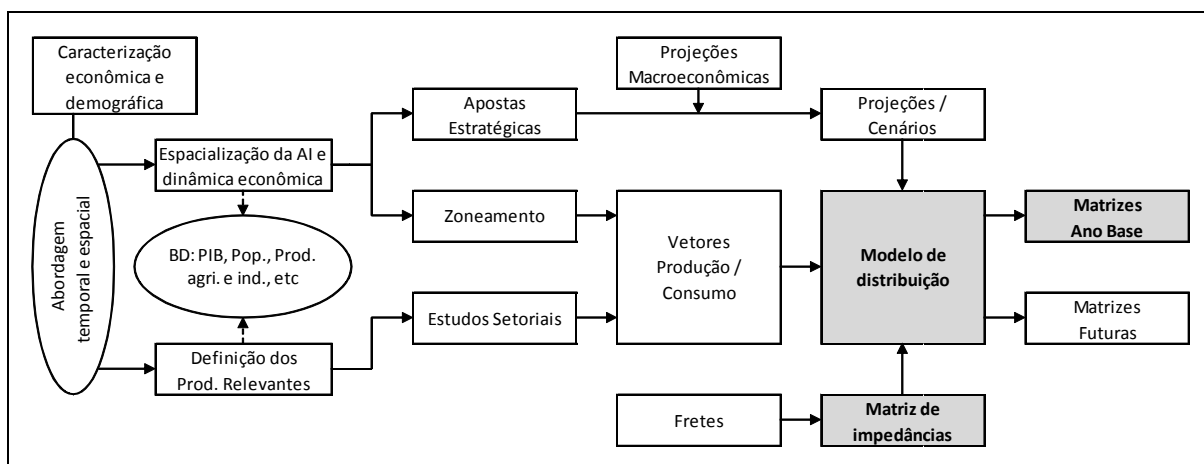 Caracterização
econômica e
demográfica
Projeções
Macroeconômicas
Apostas
Estratégicas
Projeções /
Cenários
Abordagem
temporal e espacial
Espacialização da AI e
dinâmica econômica
Zoneamento
BD: PIB, Pop., Prod.
agri. e ind., etc
Vetores
Produção /
Consumo
Modelo de
distribuição
Matrizes
Ano Base
Estudos Setoriais
Matrizes
Futuras
Definição dos
Prod. Relevantes
Fretes
Matriz de
impedâncias